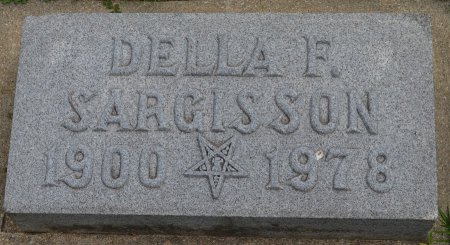 DELLA F.
SARGISSON
1900 1978